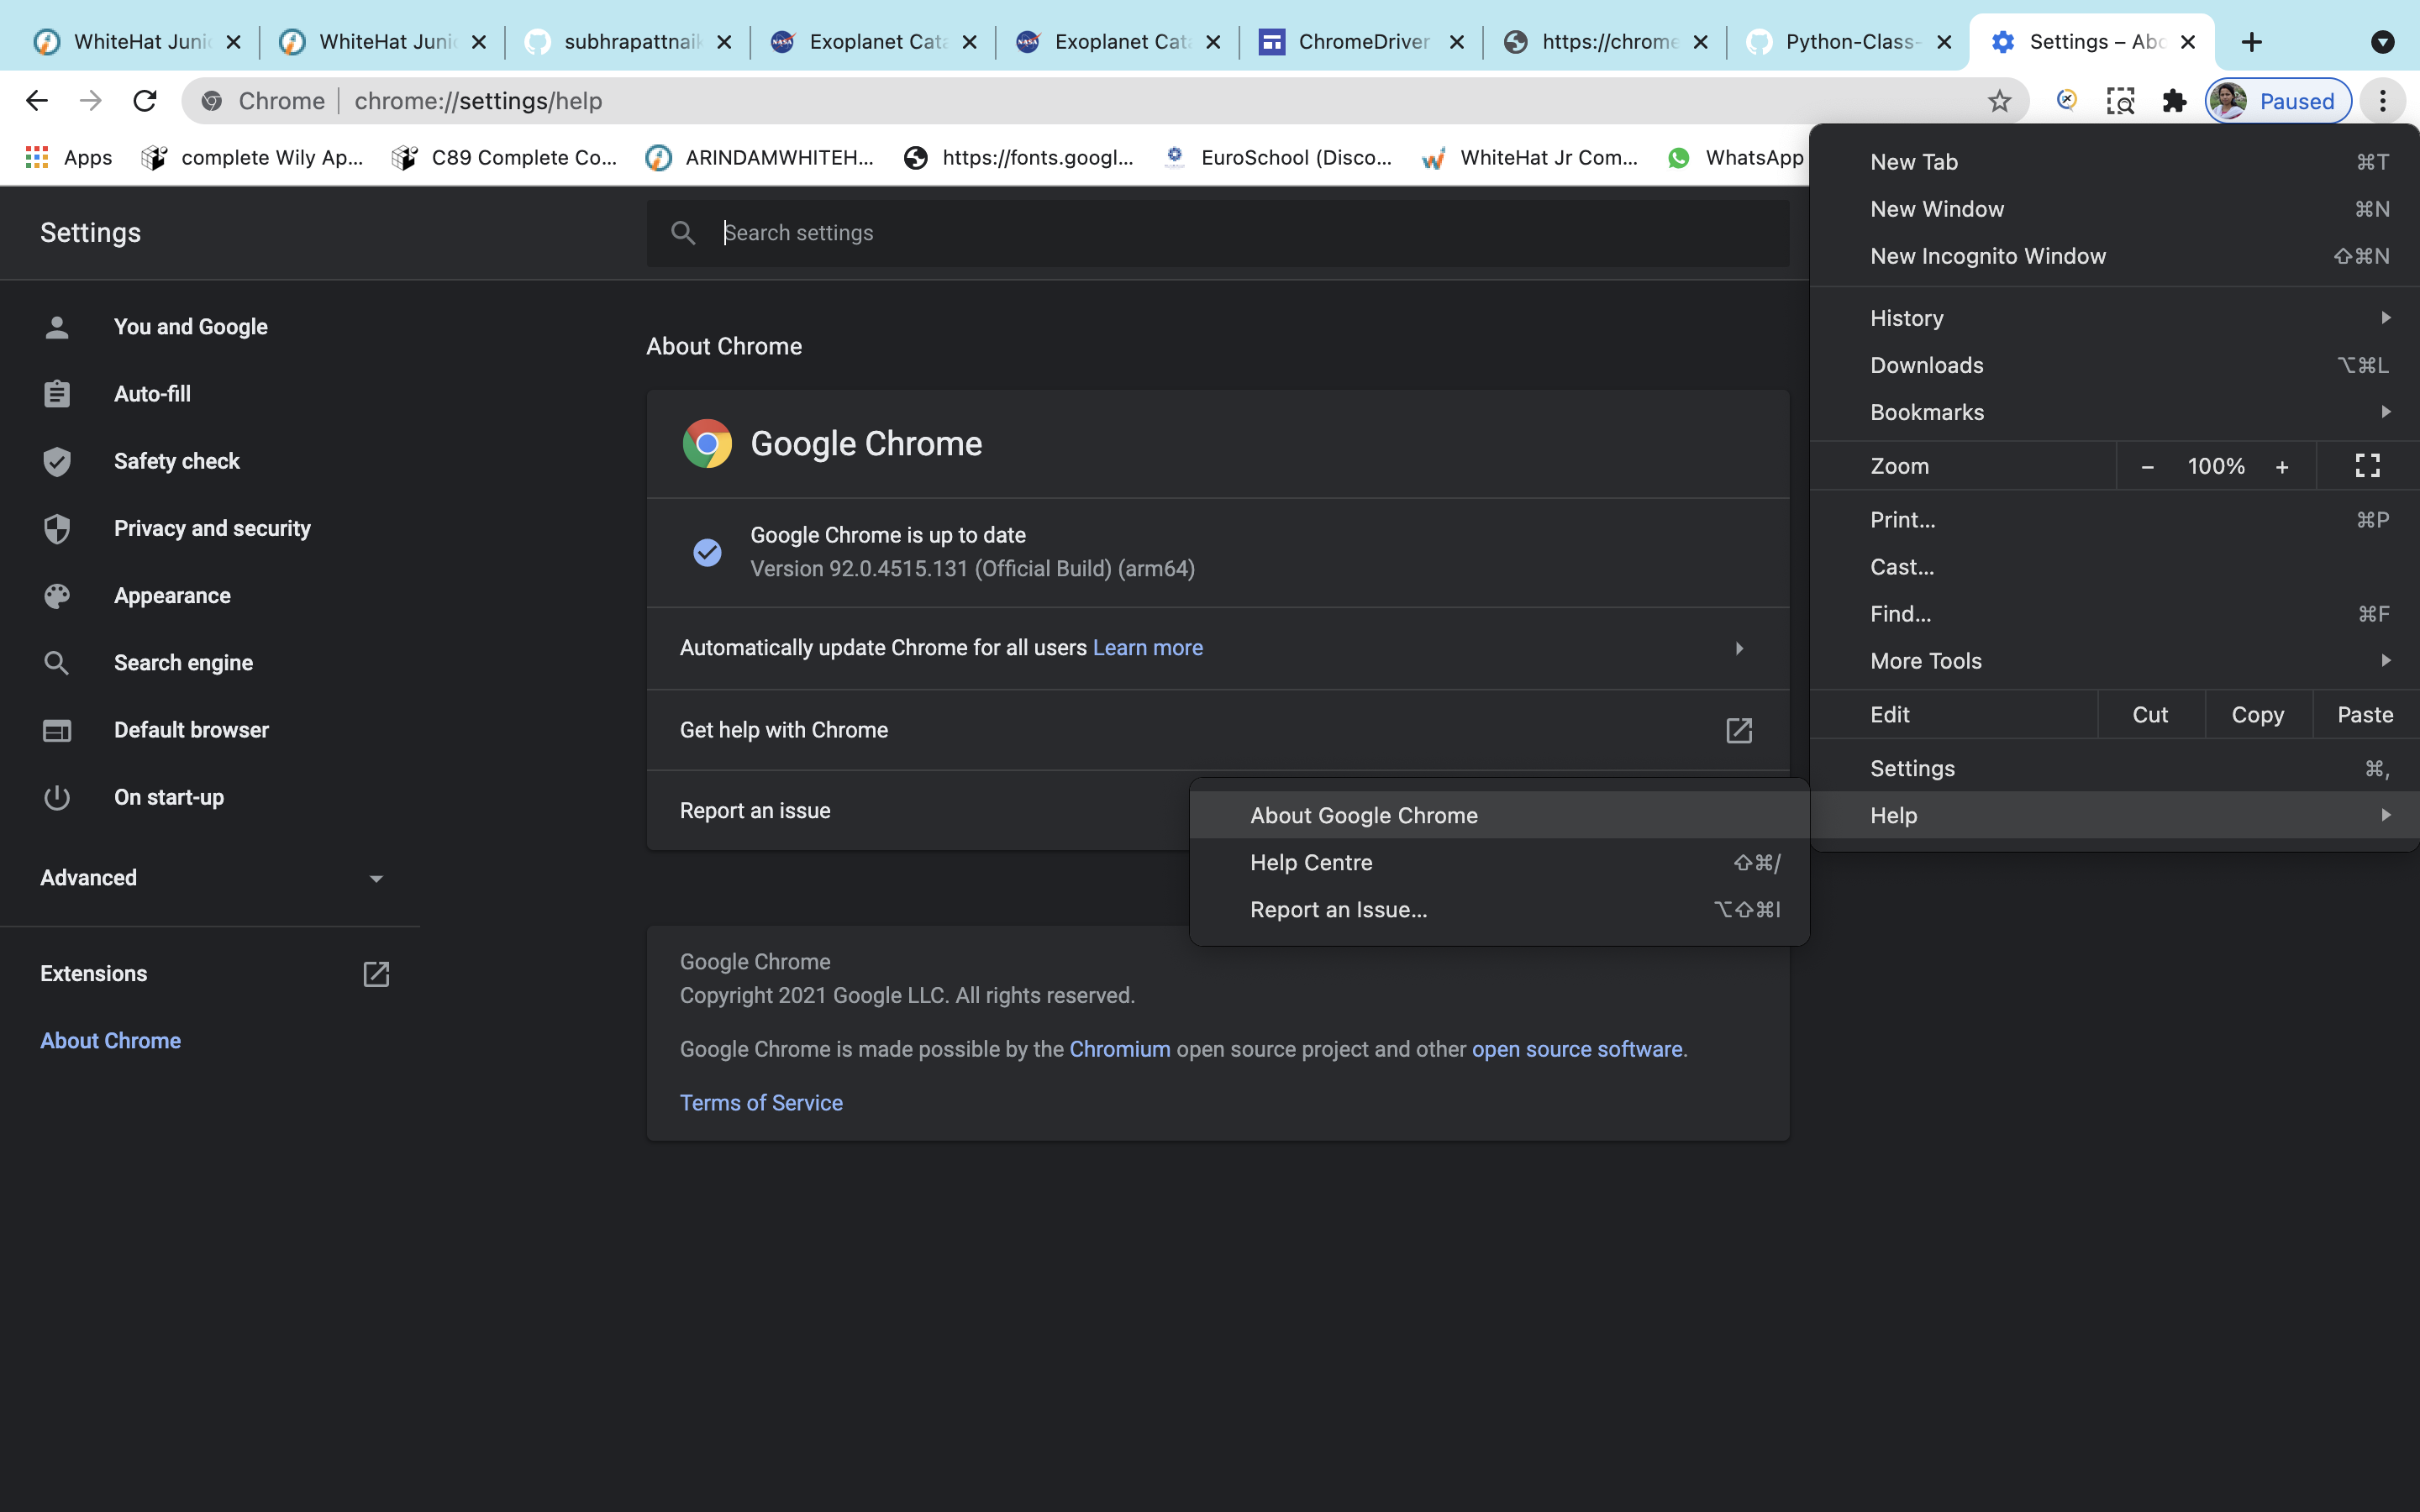 WhiteHat Juni
WhiteHat Juni
subhrapattnaik
Exoplanet Cata
Exoplanet Cata
ChromeDriver
https://chrome
Python-Class-
Settings – Abo
Chrome
chrome://settings/help
Paused
Apps
complete Wily Ap...
C89 Complete Co...
ARINDAMWHITEH...
https://fonts.googl...
EuroSchool (Disco...
WhiteHat Jr Com...
WhatsApp
Settings
Search settings
You and Google
Auto-fill
Safety check
Privacy and security
Appearance
Search engine
Default browser
On start-up
Advanced
Extensions
About Chrome
About Chrome
Google Chrome
Google Chrome is up to date
Version 92.0.4515.131 (Official Build) (arm64)
Automatically update Chrome for all users Learn more
Get help with Chrome
Report an issue
Google Chrome
Copyright 2021 Google LLC. All rights reserved.
Google Chrome is made possible by the Chromium open source project and other open source software.
Terms of Service
New Tab ⌘T
New Window ⌘N
New Incognito Window ⇧⌘N
History
Downloads ⌥⌘L
Bookmarks
Zoom – 100% +
Print... ⌘P
Cast...
Find... ⌘F
More Tools
Edit Cut Copy Paste
Settings ⌘,
Help
About Google Chrome
Help Centre ⇧⌘/
Report an Issue... ⌥⇧⌘I